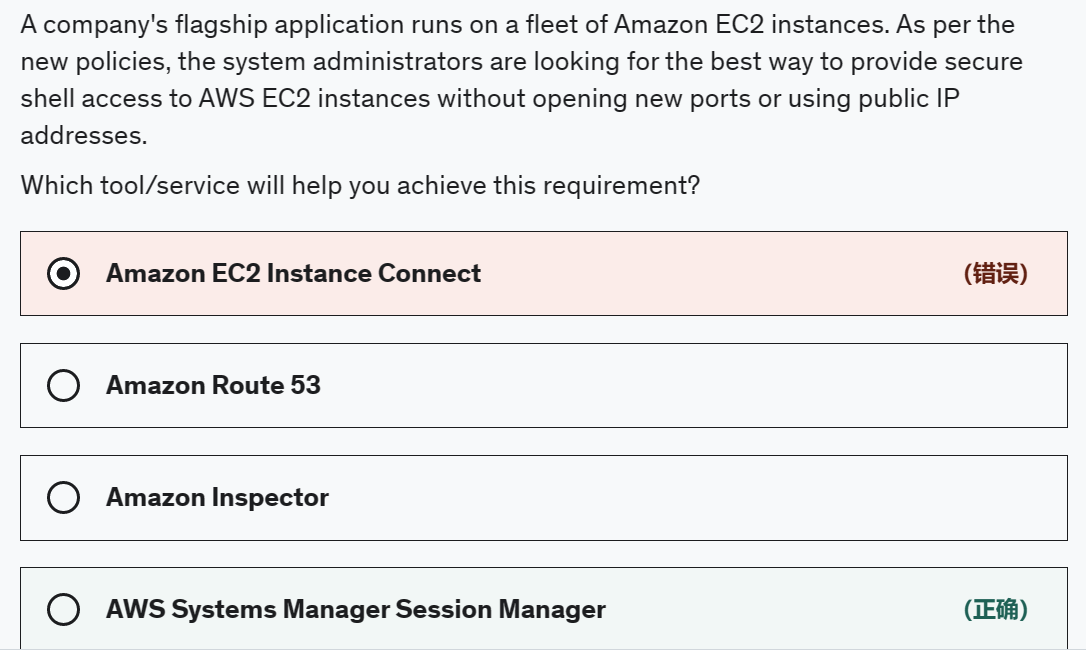 A company's flagship application runs on a fleet of Amazon EC2 instances. As per the
new policies, the system administrators are looking for the best way to provide secure
shell access to AWS EC2 instances without opening new ports or using public IP
addresses.
Which tool/service will help you achieve this requirement?
Amazon EC2 Instance Connect (错误)
Amazon Route 53
Amazon Inspector
AWS Systems Manager Session Manager (正确)